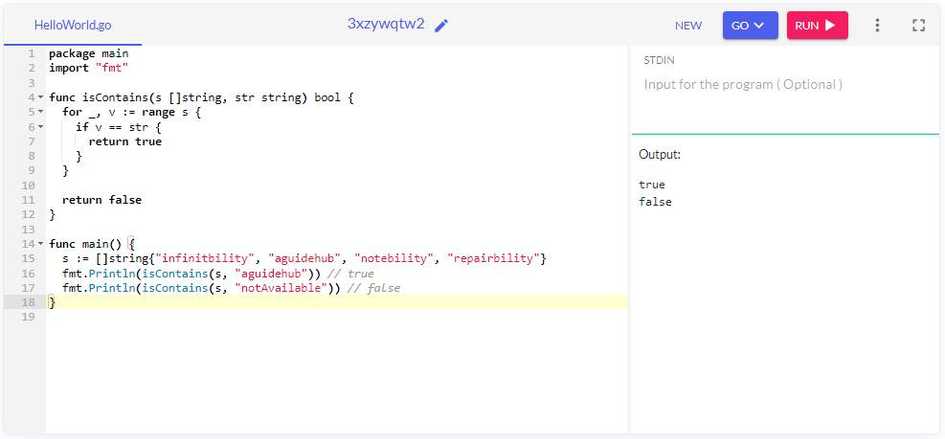 HelloWorld.go 3xzywqtw2 NEW GO RUN
STDIN
Input for the program ( Optional )
Output:
true
false
1 package main
2 import "fmt"
3
4 func isContains(s []string, str string) bool {
5 for _, v := range s {
6 if v == str {
7 return true
8 }
9 }
10
11 return false
12 }
13
14 func main() {
15 s := []string{"infinitbility", "aguidehub", "notebility", "repairbility"}
16 fmt.Println(isContains(s, "aguidehub")) // true
17 fmt.Println(isContains(s, "notAvailable")) // false
18 }
19